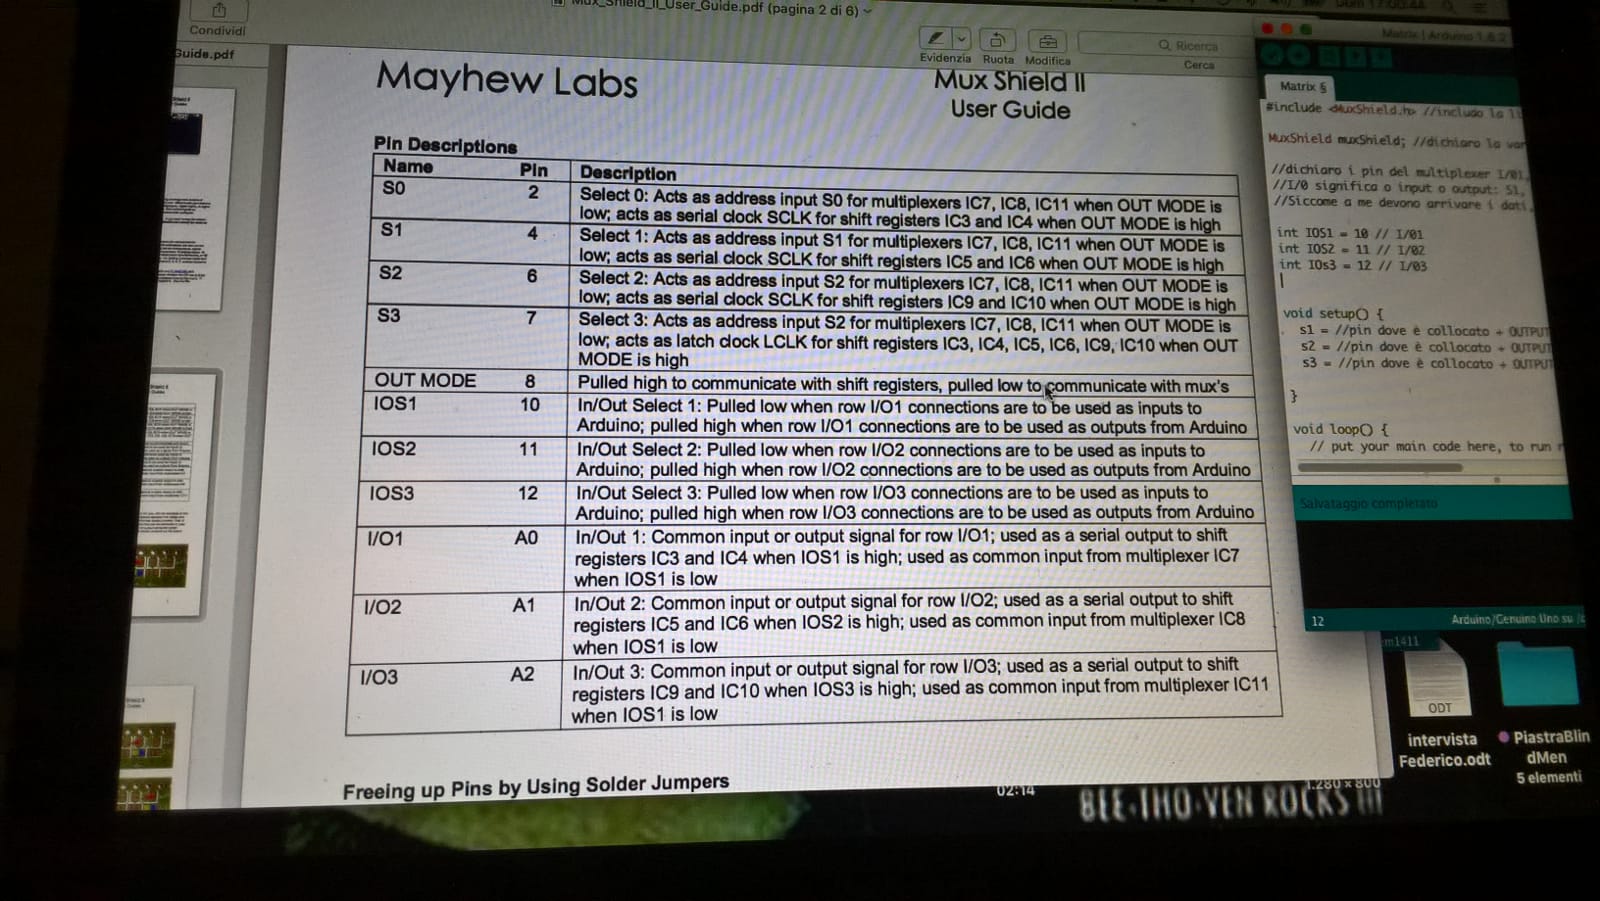 Mux_Shield_II_User_Guide.pdf (pagina 2 di 6)
Condividi
Guide.pdf
Evidenzia Ruota Modifica
Ricerca
Cerca
Mayhew Labs
Mux Shield II
User Guide
Pin Descriptions
Name Pin Description
S0 2 Select 0: Acts as address input S0 for multiplexers IC7, IC8, IC11 when OUT MODE is
low; acts as serial clock SCLK for shift registers IC3 and IC4 when OUT MODE is high
S1 4 Select 1: Acts as address input S1 for multiplexers IC7, IC8, IC11 when OUT MODE is
low; acts as serial clock SCLK for shift registers IC5 and IC6 when OUT MODE is high
S2 6 Select 2: Acts as address input S2 for multiplexers IC7, IC8, IC11 when OUT MODE is
low; acts as serial clock SCLK for shift registers IC9 and IC10 when OUT MODE is high
S3 7 Select 3: Acts as address input S2 for multiplexers IC7, IC8, IC11 when OUT MODE is
low; acts as latch clock LCLK for shift registers IC3, IC4, IC5, IC6, IC9, IC10 when OUT
MODE is high
OUT MODE 8 Pulled high to communicate with shift registers, pulled low to communicate with mux's
IOS1 10 In/Out Select 1: Pulled low when row I/O1 connections are to be used as inputs to
Arduino; pulled high when row I/O1 connections are to be used as outputs from Arduino
IOS2 11 In/Out Select 2: Pulled low when row I/O2 connections are to be used as inputs to
Arduino; pulled high when row I/O2 connections are to be used as outputs from Arduino
IOS3 12 In/Out Select 3: Pulled low when row I/O3 connections are to be used as inputs to
Arduino; pulled high when row I/O3 connections are to be used as outputs from Arduino
I/O1 A0 In/Out 1: Common input or output signal for row I/O1; used as a serial output to shift
registers IC3 and IC4 when IOS1 is high; used as common input from multiplexer IC7
when IOS1 is low
I/O2 A1 In/Out 2: Common input or output signal for row I/O2; used as a serial output to shift
registers IC5 and IC6 when IOS2 is high; used as common input from multiplexer IC8
when IOS1 is low
I/O3 A2 In/Out 3: Common input or output signal for row I/O3; used as a serial output to shift
registers IC9 and IC10 when IOS3 is high; used as common input from multiplexer IC11
when IOS1 is low
Freeing up Pins by Using Solder Jumpers
Matrix | Arduino 1.6.2
Matrix §
#include <MuxShield.h> //includo la
MuxShield muxShield; //dichiaro la var
//dichiaro i pin del multiplexer I/01,
//I/0 significa o input o output: S1,
//Siccome a me devono arrivare i dati,
int IOS1 = 10 // I/01
int IOS2 = 11 // I/02
int IOs3 = 12 // I/03
void setup() {
s1 = //pin dove è collocato + OUTPUT
s2 = //pin dove è collocato + OUTPUT
s3 = //pin dove è collocato + OUTPUT
}
void loop() {
// put your main code here, to run
Salvataggio completato
12 Arduino/Genuino Uno su
m1411
ODT
intervista
Federico.odt
PiastraBlin
dMen
5 elementi
02:14
1.280 x 800
BEE·THO·VEN ROCKS